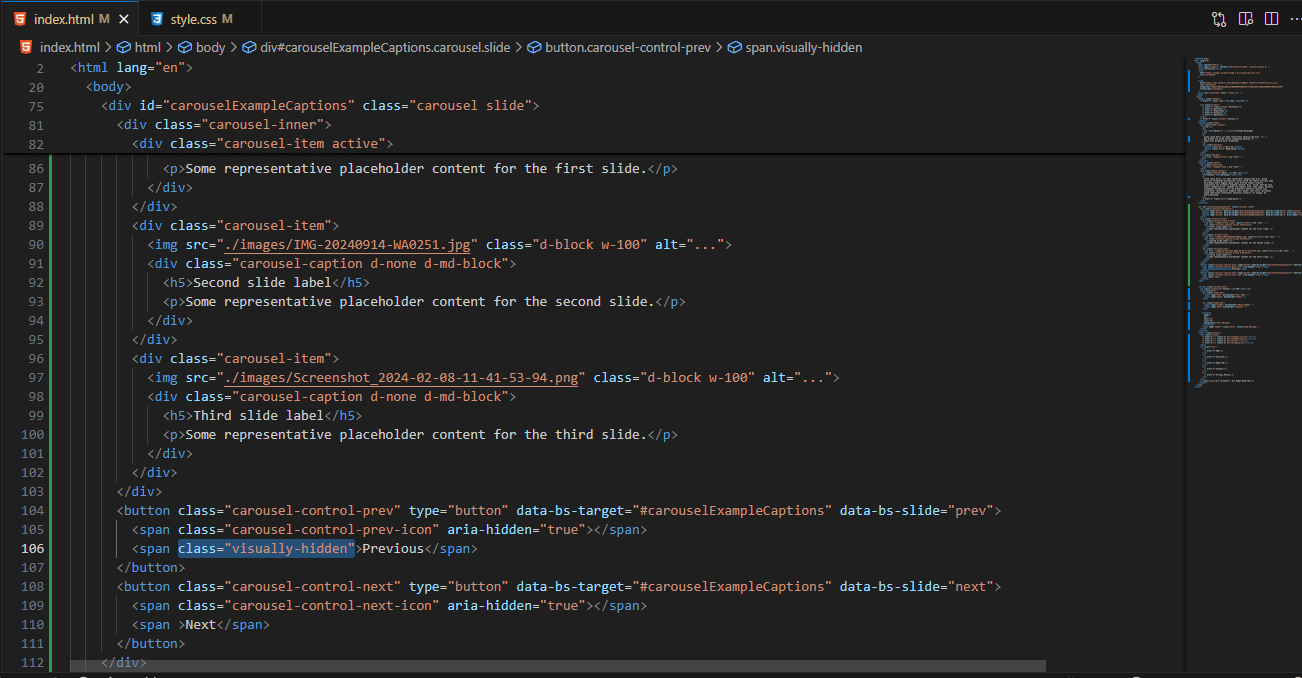 index.html M
style.css M
index.html > html > body > div#carouselExampleCaptions.carousel.slide > button.carousel-control-prev > span.visually-hidden
2 <html lang="en">
20 <body>
75 <div id="carouselExampleCaptions" class="carousel slide">
81 <div class="carousel-inner">
82 <div class="carousel-item active">
86 <p>Some representative placeholder content for the first slide.</p>
87 </div>
88 </div>
89 <div class="carousel-item">
90 <img src="./images/IMG-20240914-WA0251.jpg" class="d-block w-100" alt="...">
91 <div class="carousel-caption d-none d-md-block">
92 <h5>Second slide label</h5>
93 <p>Some representative placeholder content for the second slide.</p>
94 </div>
95 </div>
96 <div class="carousel-item">
97 <img src="./images/Screenshot_2024-02-08-11-41-53-94.png" class="d-block w-100" alt="...">
98 <div class="carousel-caption d-none d-md-block">
99 <h5>Third slide label</h5>
100 <p>Some representative placeholder content for the third slide.</p>
101 </div>
102 </div>
103 </div>
104 <button class="carousel-control-prev" type="button" data-bs-target="#carouselExampleCaptions" data-bs-slide="prev">
105 <span class="carousel-control-prev-icon" aria-hidden="true"></span>
106 <span class="visually-hidden">Previous</span>
107 </button>
108 <button class="carousel-control-next" type="button" data-bs-target="#carouselExampleCaptions" data-bs-slide="next">
109 <span class="carousel-control-next-icon" aria-hidden="true"></span>
110 <span >Next</span>
111 </button>
112 </div>